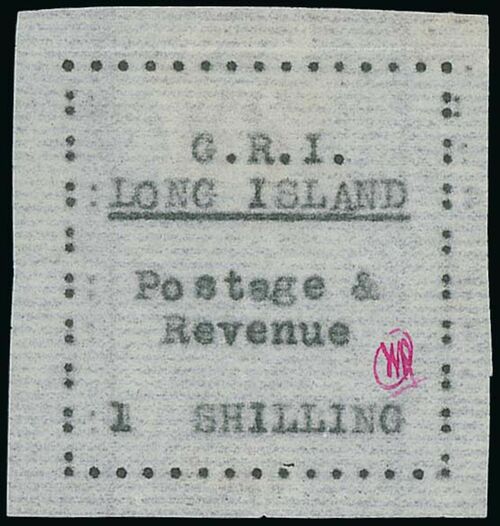 G.R.I.
LONG ISLAND
Postage &
Revenue
1 SHILLING